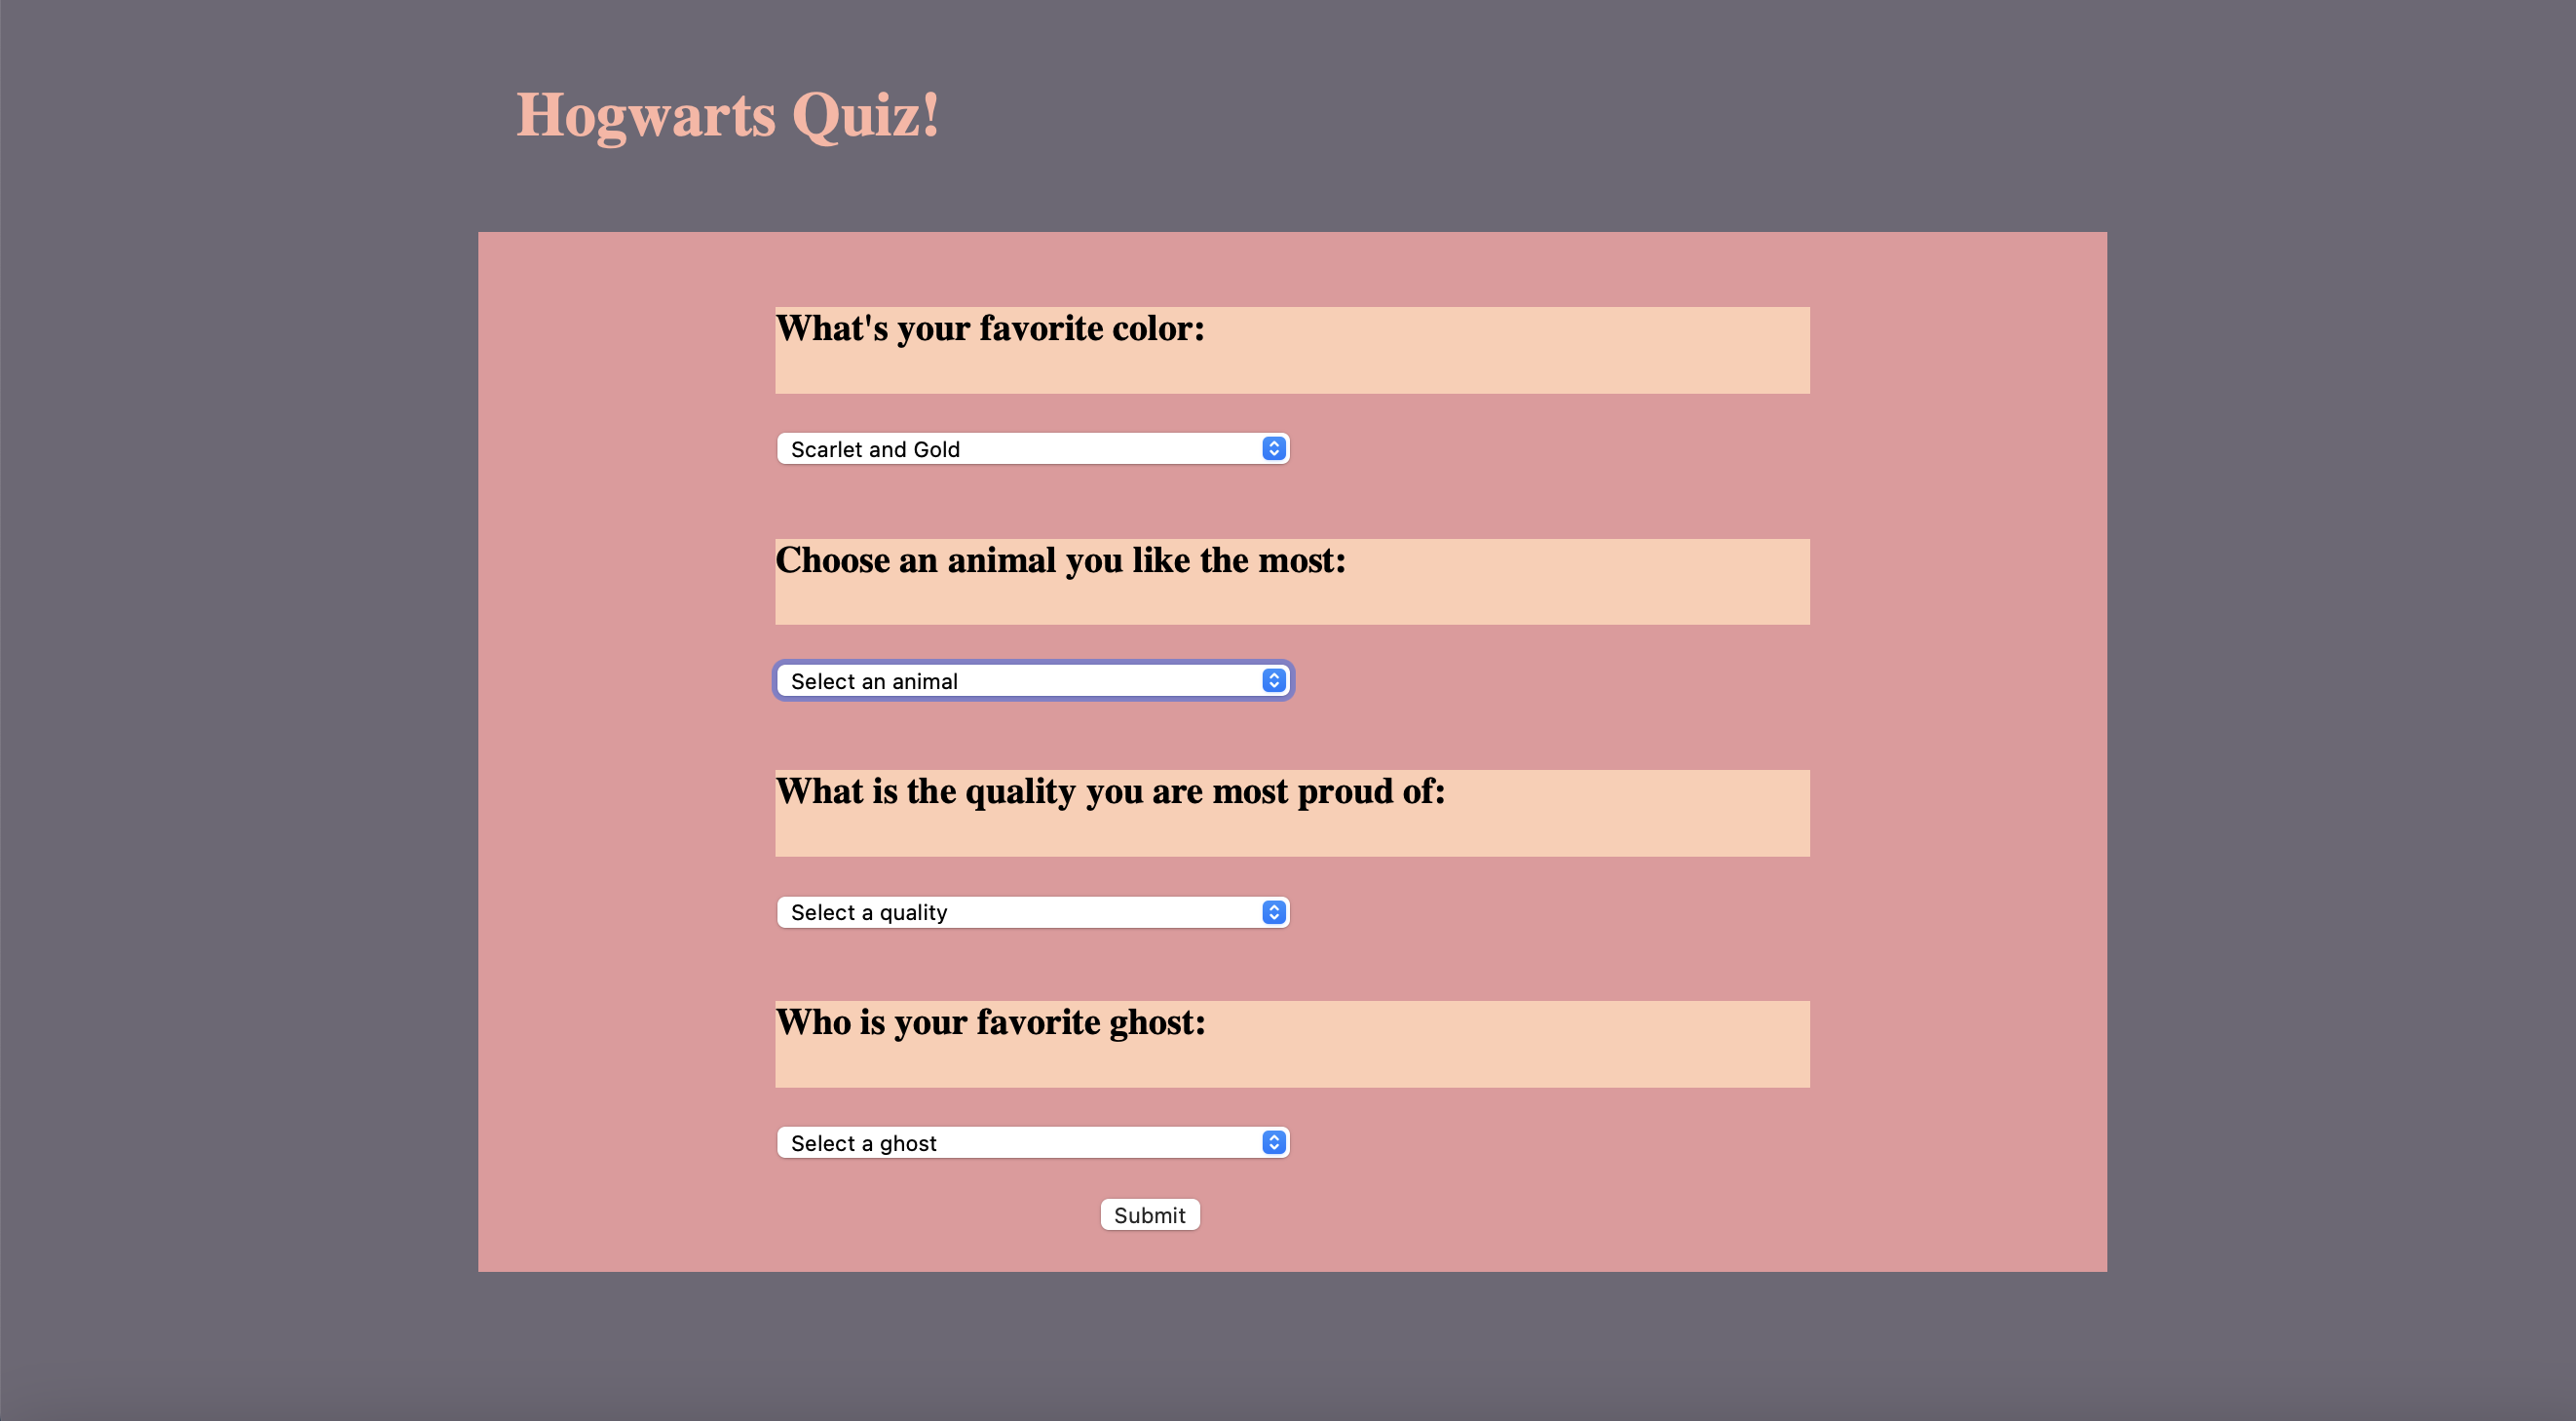 Hogwarts Quiz!
What's your favorite color:
Scarlet and Gold
Choose an animal you like the most:
Select an animal
What is the quality you are most proud of:
Select a quality
Who is your favorite ghost:
Select a ghost
Submit